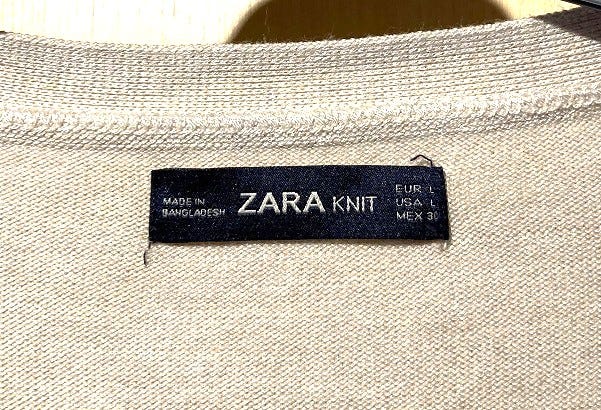 MADE IN
BANGLADESH
ZARA KNIT
EUR L
USA L
MEX 30